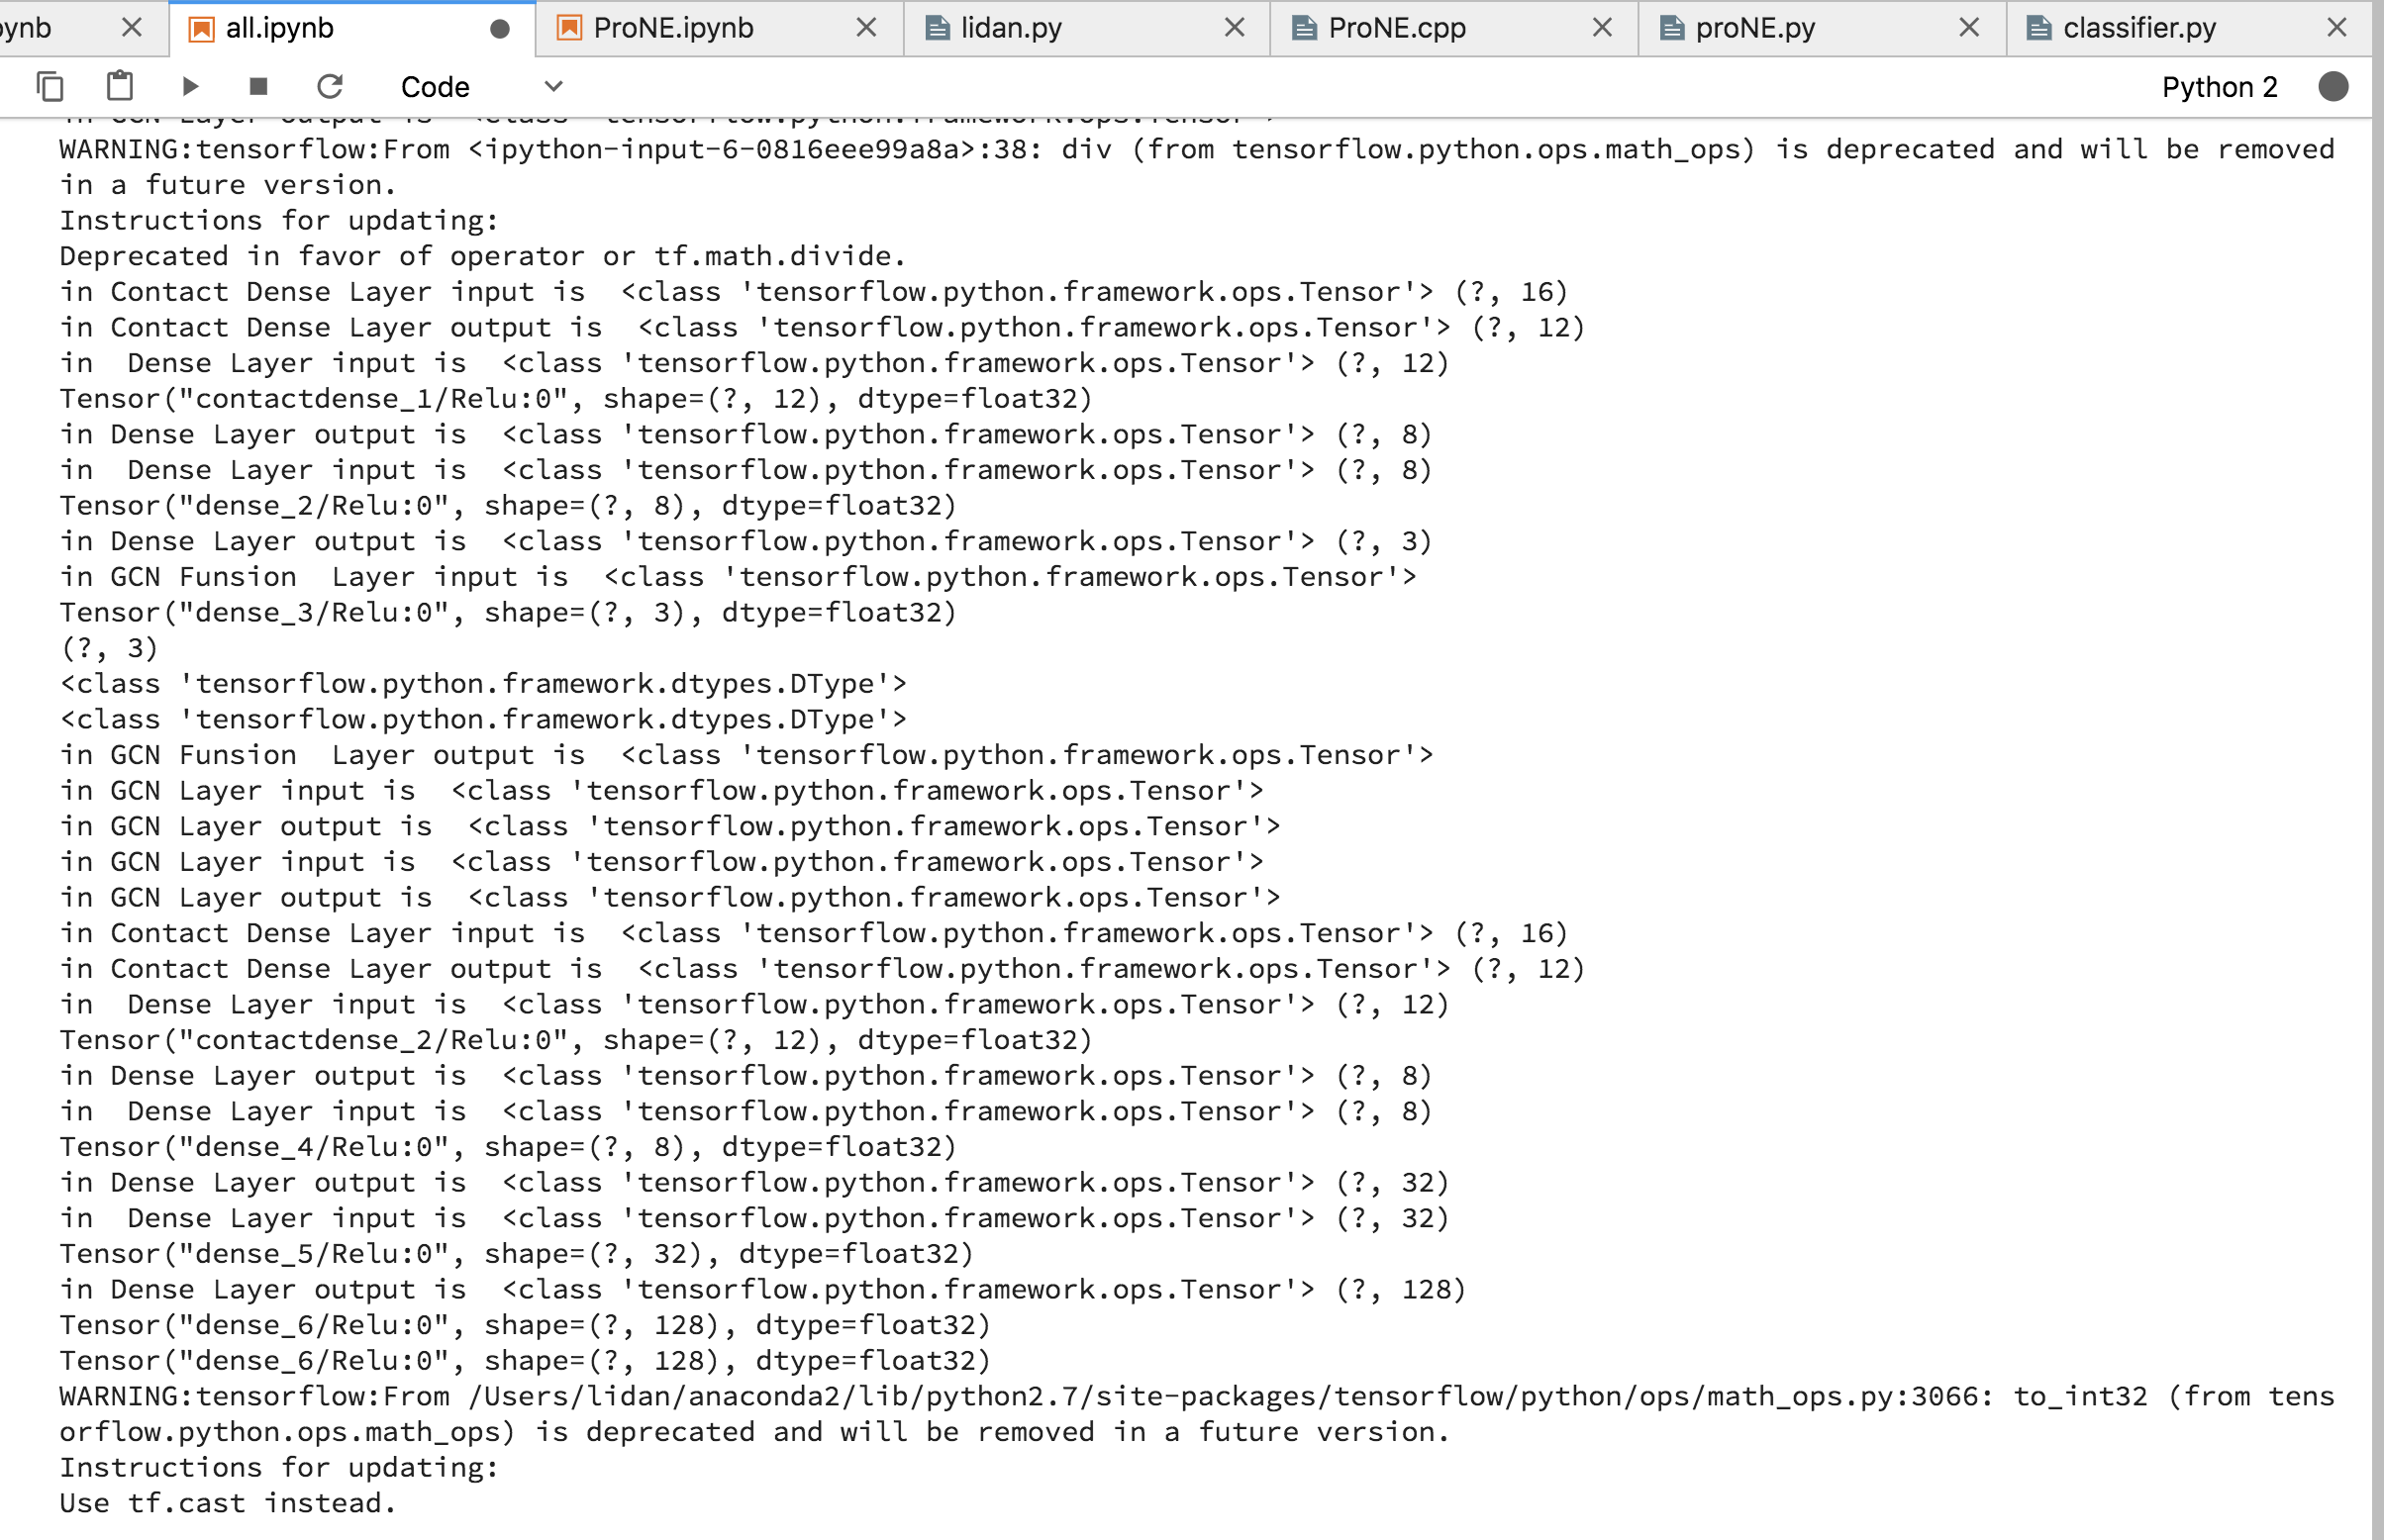 ynb
all.ipynb
ProNE.ipynb
lidan.py
ProNE.cpp
proNE.py
classifier.py
Code
Python 2
in GCN Layer output is  <class 'tensorflow.python.framework.ops.Tensor'>
WARNING:tensorflow:From <ipython-input-6-0816eee99a8a>:38: div (from tensorflow.python.ops.math_ops) is deprecated and will be removed
in a future version.
Instructions for updating:
Deprecated in favor of operator or tf.math.divide.
in Contact Dense Layer input is  <class 'tensorflow.python.framework.ops.Tensor'> (?, 16)
in Contact Dense Layer output is  <class 'tensorflow.python.framework.ops.Tensor'> (?, 12)
in  Dense Layer input is  <class 'tensorflow.python.framework.ops.Tensor'> (?, 12)
Tensor("contactdense_1/Relu:0", shape=(?, 12), dtype=float32)
in Dense Layer output is  <class 'tensorflow.python.framework.ops.Tensor'> (?, 8)
in  Dense Layer input is  <class 'tensorflow.python.framework.ops.Tensor'> (?, 8)
Tensor("dense_2/Relu:0", shape=(?, 8), dtype=float32)
in Dense Layer output is  <class 'tensorflow.python.framework.ops.Tensor'> (?, 3)
in GCN Funsion  Layer input is  <class 'tensorflow.python.framework.ops.Tensor'>
Tensor("dense_3/Relu:0", shape=(?, 3), dtype=float32)
(?, 3)
<class 'tensorflow.python.framework.dtypes.DType'>
<class 'tensorflow.python.framework.dtypes.DType'>
in GCN Funsion  Layer output is  <class 'tensorflow.python.framework.ops.Tensor'>
in GCN Layer input is  <class 'tensorflow.python.framework.ops.Tensor'>
in GCN Layer output is  <class 'tensorflow.python.framework.ops.Tensor'>
in GCN Layer input is  <class 'tensorflow.python.framework.ops.Tensor'>
in GCN Layer output is  <class 'tensorflow.python.framework.ops.Tensor'>
in Contact Dense Layer input is  <class 'tensorflow.python.framework.ops.Tensor'> (?, 16)
in Contact Dense Layer output is  <class 'tensorflow.python.framework.ops.Tensor'> (?, 12)
in  Dense Layer input is  <class 'tensorflow.python.framework.ops.Tensor'> (?, 12)
Tensor("contactdense_2/Relu:0", shape=(?, 12), dtype=float32)
in Dense Layer output is  <class 'tensorflow.python.framework.ops.Tensor'> (?, 8)
in  Dense Layer input is  <class 'tensorflow.python.framework.ops.Tensor'> (?, 8)
Tensor("dense_4/Relu:0", shape=(?, 8), dtype=float32)
in Dense Layer output is  <class 'tensorflow.python.framework.ops.Tensor'> (?, 32)
in  Dense Layer input is  <class 'tensorflow.python.framework.ops.Tensor'> (?, 32)
Tensor("dense_5/Relu:0", shape=(?, 32), dtype=float32)
in Dense Layer output is  <class 'tensorflow.python.framework.ops.Tensor'> (?, 128)
Tensor("dense_6/Relu:0", shape=(?, 128), dtype=float32)
Tensor("dense_6/Relu:0", shape=(?, 128), dtype=float32)
WARNING:tensorflow:From /Users/lidan/anaconda2/lib/python2.7/site-packages/tensorflow/python/ops/math_ops.py:3066: to_int32 (from tens
orflow.python.ops.math_ops) is deprecated and will be removed in a future version.
Instructions for updating:
Use tf.cast instead.